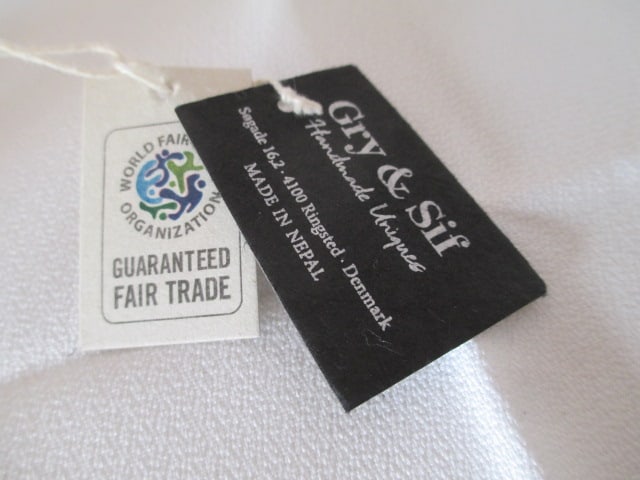 WORLD FAIR
ORGANIZATION
GUARANTEED
FAIR TRADE
Gry & Sif
Handmade Uniques
Søgade 16,2 · 4100 Ringsted · Denmark
MADE IN NEPAL